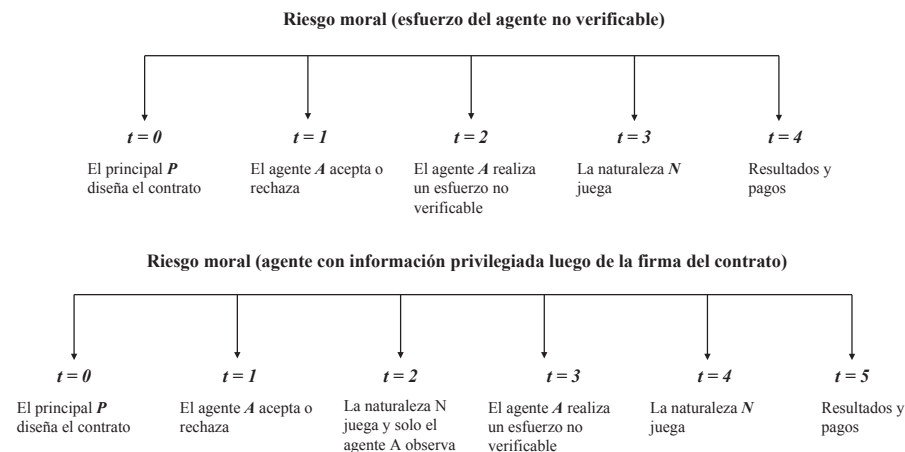 Riesgo moral (esfuerzo del agente no verificable)
t = 0
t = 1
t = 2
t = 3
t = 4
El principal P
diseña el contrato
El agente A acepta o
rechaza
El agente A realiza
un esfuerzo no
verificable
La naturaleza N
juega
Resultados y
pagos
Riesgo moral (agente con información privilegiada luego de la firma del contrato)
t = 0
t = 1
t = 2
t = 3
t = 4
t = 5
El principal P
diseña el contrato
El agente A acepta o
rechaza
La naturaleza N
juega y solo el
agente A observa
El agente A realiza
un esfuerzo no
verificable
La naturaleza N
juega
Resultados y
pagos